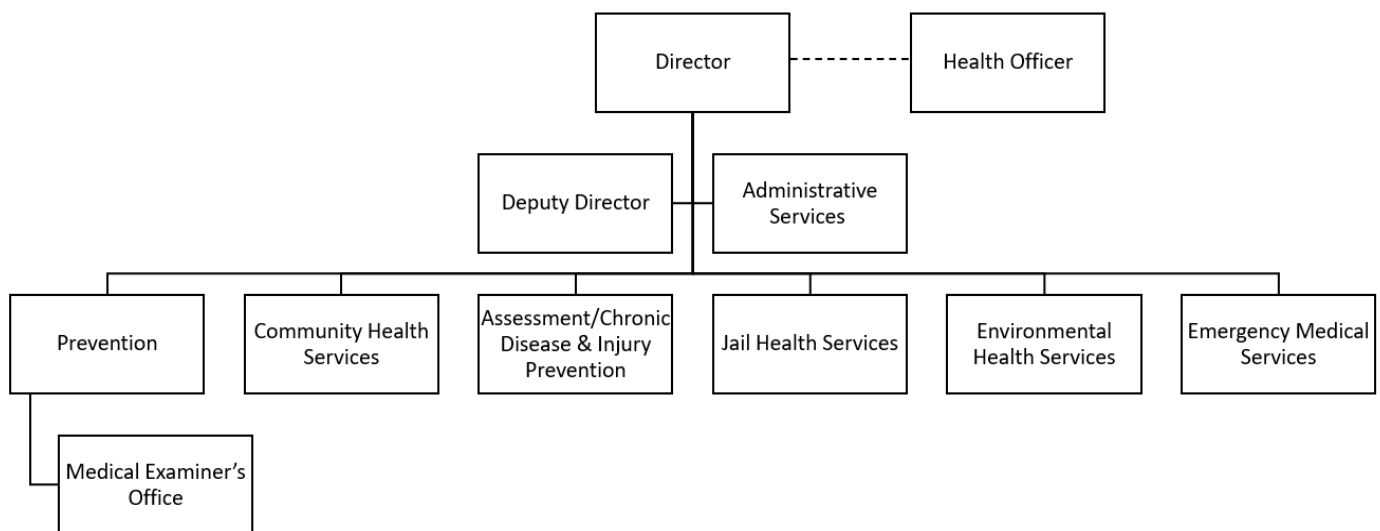 Director
Health Officer
Deputy Director
Administrative
Services
Prevention
Community Health
Services
Assessment/Chronic
Disease & Injury
Prevention
Jail Health Services
Environmental
Health Services
Emergency Medical
Services
Medical Examiner’s
Office